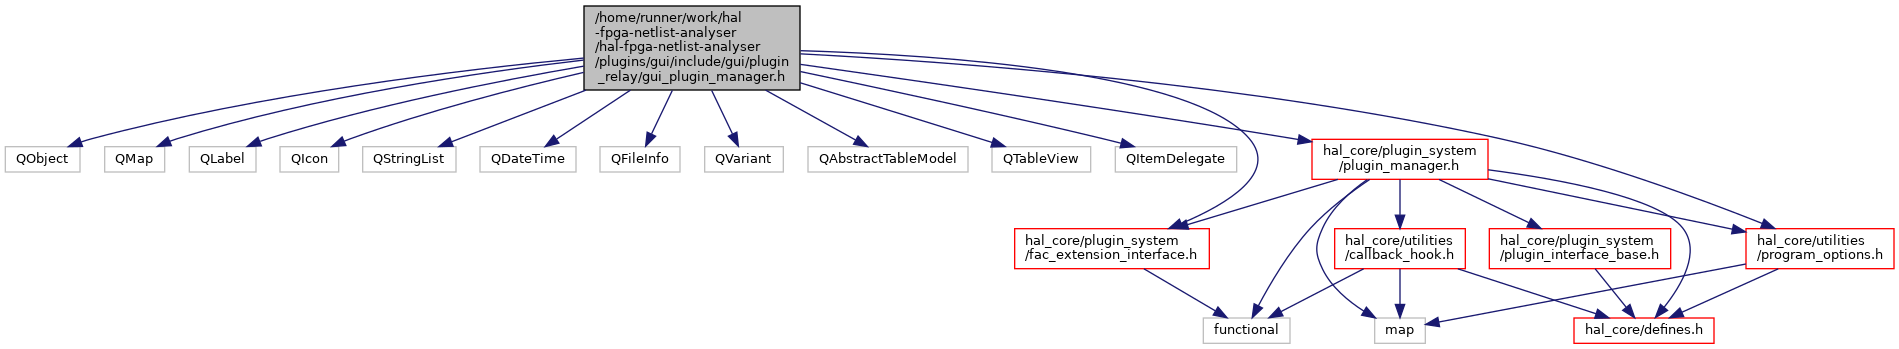 /home/runner/work/hal
-fpga-netlist-analyser
/hal-fpga-netlist-analyser
/plugins/gui/include/gui/plugin
_relay/gui_plugin_manager.h
QObject
QMap
QLabel
QIcon
QStringList
QDateTime
QFileInfo
QVariant
QAbstractTableModel
QTableView
QItemDelegate
hal_core/plugin_system
/plugin_manager.h
hal_core/plugin_system
/fac_extension_interface.h
hal_core/utilities
/callback_hook.h
hal_core/plugin_system
/plugin_interface_base.h
hal_core/utilities
/program_options.h
functional
map
hal_core/defines.h